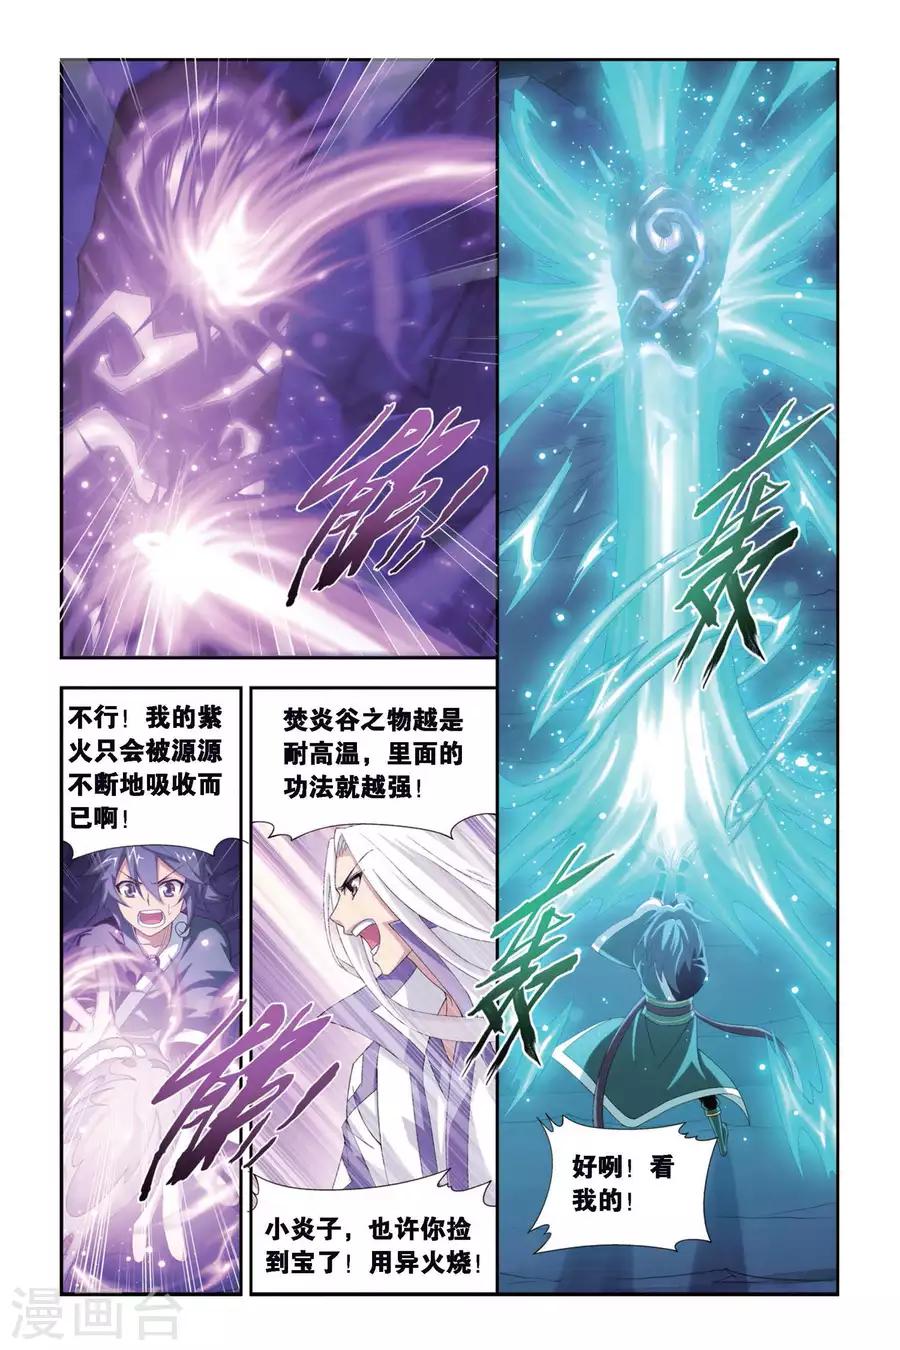 不行！我的紫
火只会被源源
不断地吸收而
已啊！
焚炎谷之物越是
耐高温，里面的
功法就越强！
小炎子，也许你捡
到宝了！用异火烧！
好咧！看
我的！
轰
轰
漫画台